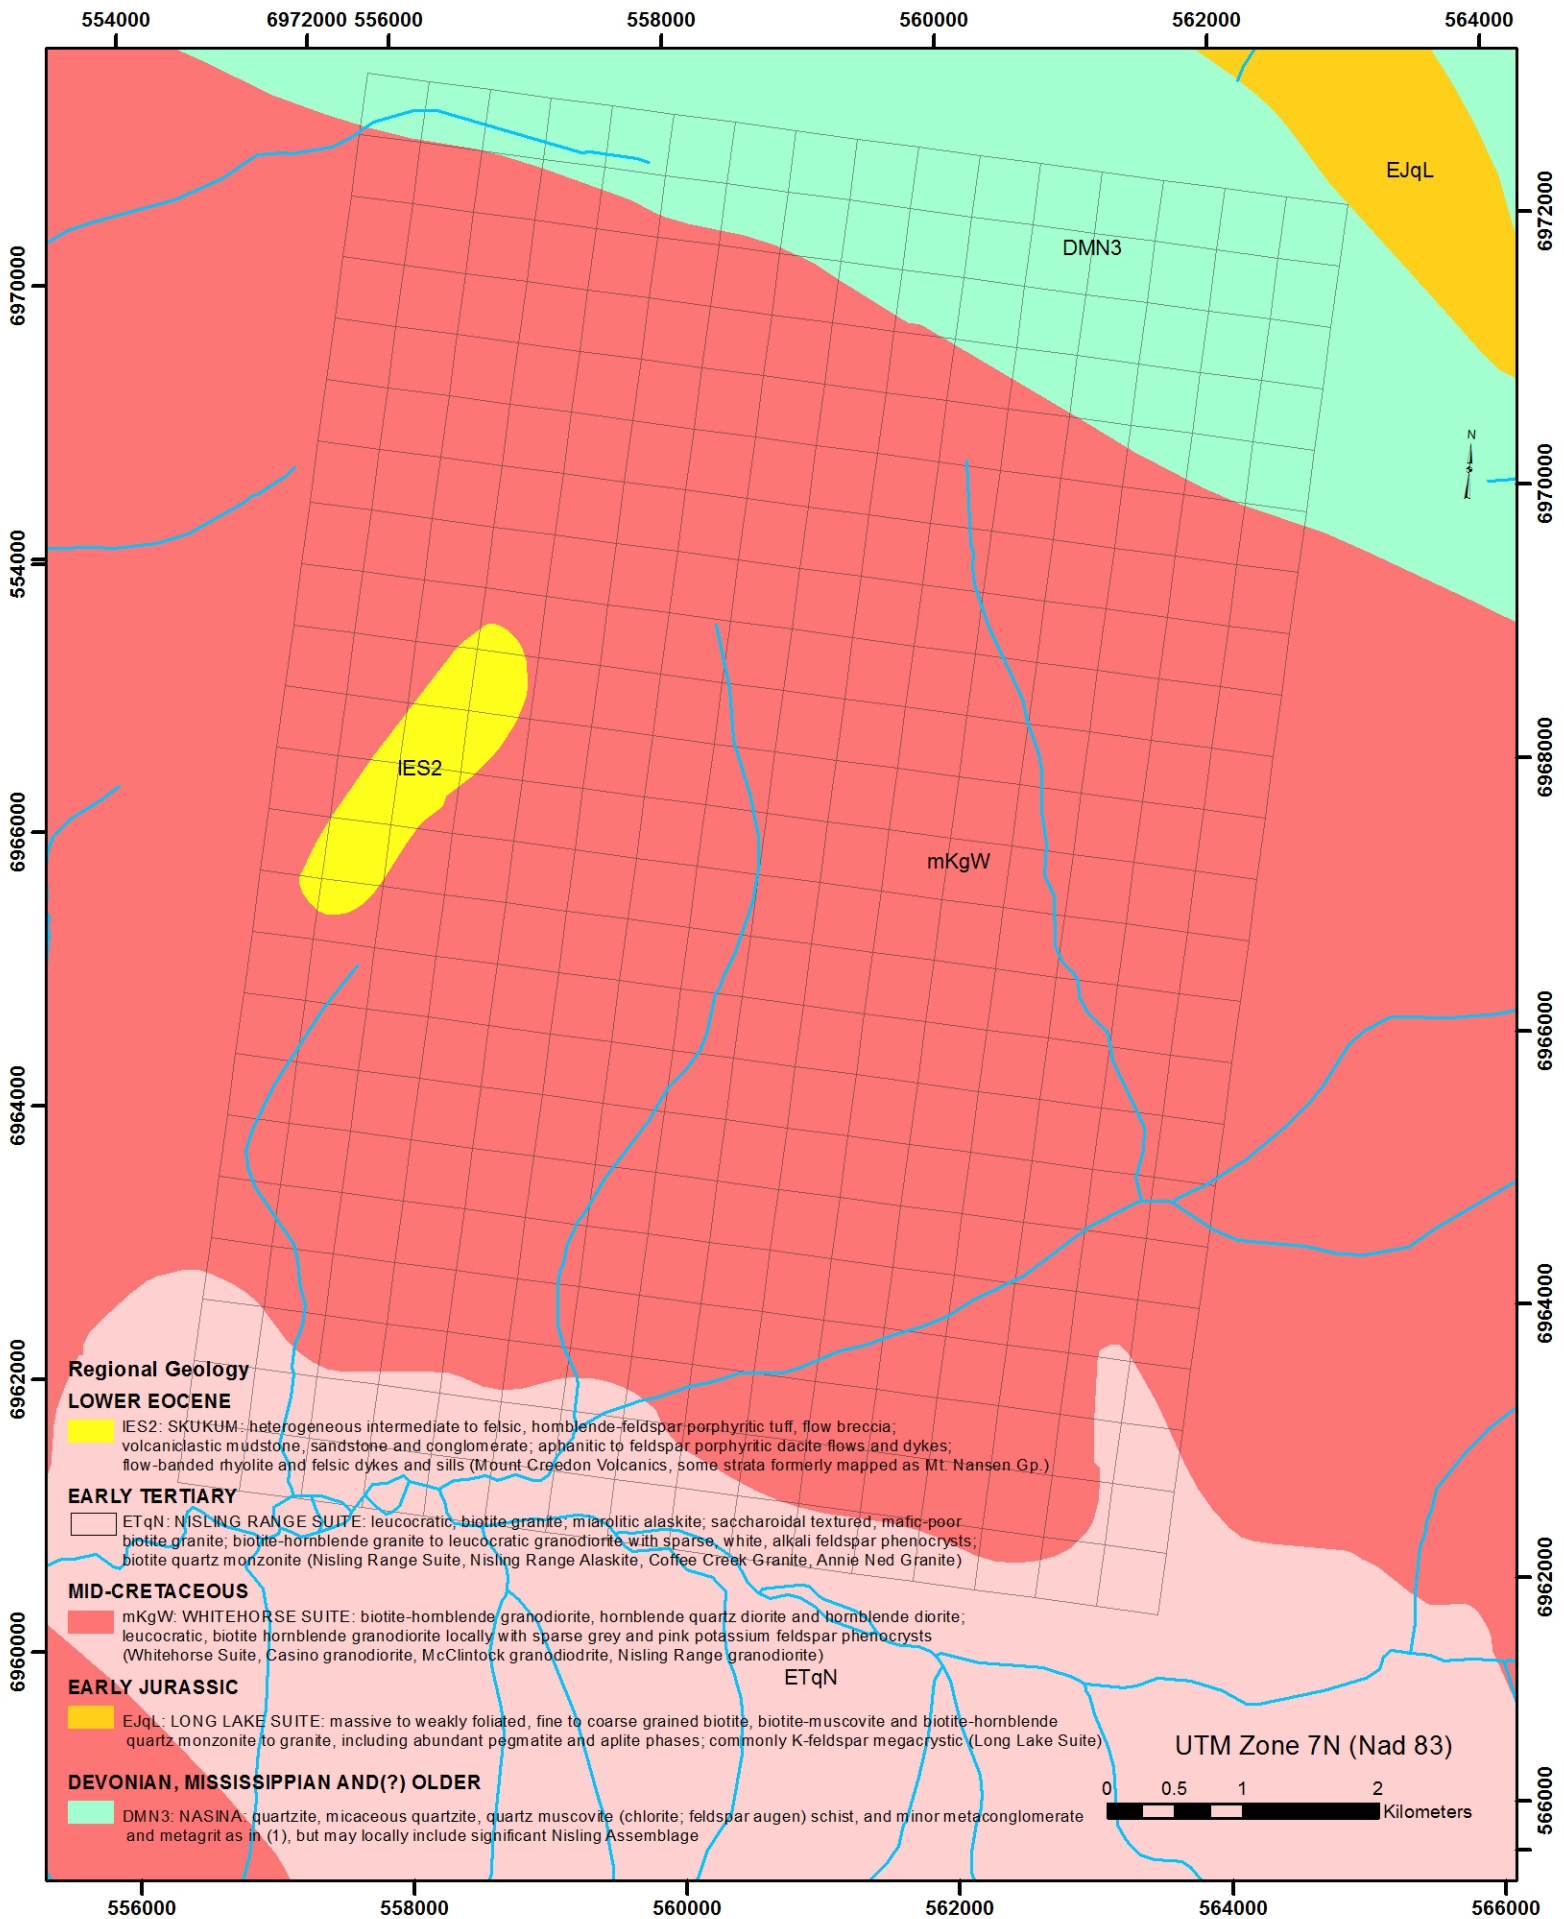 554000 6972000 556000 558000 560000 562000 564000
EJqL
6972000
DMN3
6970000
N
S
6970000
554000
6968000
IES2
6966000
mKgW
6966000
6964000
6964000
6962000
Regional Geology
LOWER EOCENE
IES2: SKUKUM: heterogeneous intermediate to felsic, hornblende-feldspar porphyritic tuff, flow breccia;
volcaniclastic mudstone, sandstone and conglomerate; aphanitic to feldspar porphyritic dacite flows and dykes;
flow-banded rhyolite and felsic dykes and sills (Mount Creedon Volcanics, some strata formerly mapped as Mt. Nansen Gp.)
EARLY TERTIARY
ETqN: NISLING RANGE SUITE: leucocratic, biotite granite; miarolitic alaskite; saccharoidal textured, mafic-poor
biotite granite; biotite-hornblende granite to leucocratic granodiorite with sparse, white, alkali feldspar phenocrysts;
biotite quartz monzonite (Nisling Range Suite, Nisling Range Alaskite, Coffee Creek Granite, Annie Ned Granite)
6962000
MID-CRETACEOUS
mKgW: WHITEHORSE SUITE: biotite-hornblende granodiorite, hornblende quartz diorite and hornblende diorite;
leucocratic, biotite hornblende granodiorite locally with sparse grey and pink potassium feldspar phenocrysts
(Whitehorse Suite, Casino granodiorite, McClintock granodiodrite, Nisling Range granodiorite)
6960000
ETqN
EARLY JURASSIC
EJqL: LONG LAKE SUITE: massive to weakly foliated, fine to coarse grained biotite, biotite-muscovite and biotite-hornblende
quartz monzonite to granite, including abundant pegmatite and aplite phases; commonly K-feldspar megacrystic (Long Lake Suite)
UTM Zone 7N (Nad 83)
DEVONIAN, MISSISSIPPIAN AND(?) OLDER
DMN3: NASINA: quartzite, micaceous quartzite, quartz muscovite (chlorite; feldspar augen) schist, and minor metaconglomerate
and metagrit as in (1), but may locally include significant Nisling Assemblage
0 0.5 1 2
Kilometers
566000
556000 558000 560000 562000 564000 566000